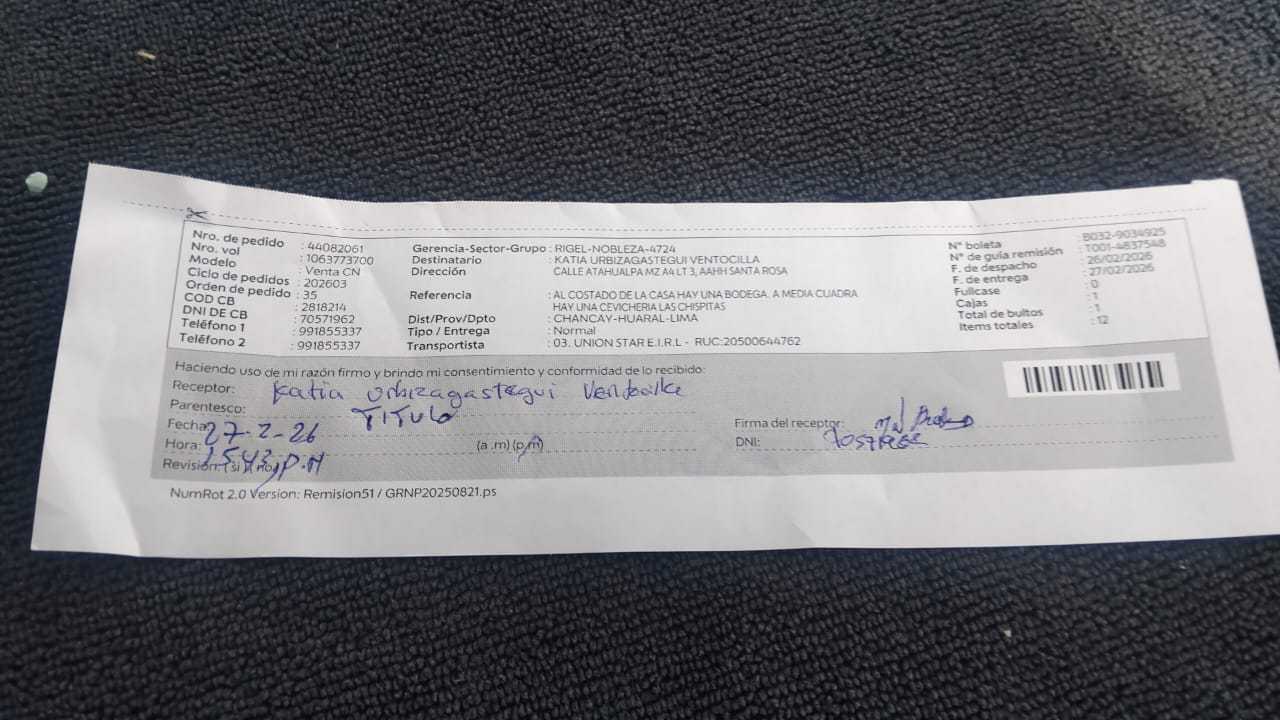 Nro. de pedido : 44082061
Nro. vol : 1063773700
Modelo : Venta CN
Ciclo de pedidos : 202603
Orden de pedido : 35
COD CB : 2818214
DNI DE CB : 70571962
Teléfono 1 : 991855337
Teléfono 2 : 991855337
Gerencia-Sector-Grupo : RIGEL-NOBLEZA-4724
Destinatario : KATIA URBIZAGASTEGUI VENTOCILLA
Dirección : CALLE ATAHUALPA MZ A4 LT 3, AAHH SANTA ROSA
Referencia : AL COSTADO DE LA CASA HAY UNA BODEGA. A MEDIA CUADRA
HAY UNA CEVICHERIA LAS CHISPITAS
Dist/Prov/Dpto : CHANCAY-HUARAL-LIMA
Tipo / Entrega : Normal
Transportista : 03. UNION STAR E.I.R.L - RUC:20500644762
N° boleta : B032-9034925
N° de guía remisión : T001-4837548
F. de despacho : 26/02/2026
F. de entrega : 27/02/2026
Fullcase : 0
Cajas : 1
Total de bultos : 1
Items totales : 12
Haciendo uso de mi razón firmo y brindo mi consentimiento y conformidad de lo recibido:
Receptor: Katia Urbizagastegui
Parentesco: TITULO
Fecha: 27-2-26
Hora: 15:43 P.M (a .m) (p.m)
Revisión: ( si ) ( no )
Firma del receptor:
DNI:
NumRot 2.0 Version: Remision51 / GRNP20250821.ps